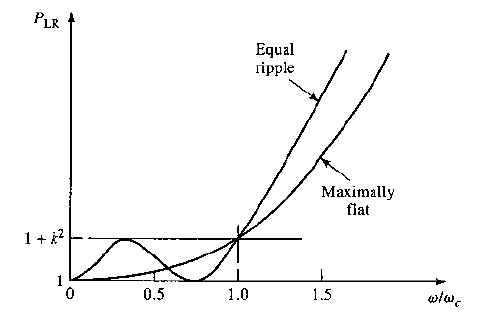 P_LR
Equal
ripple
Maximally
flat
1 + k²
1
0
0.5
1.0
1.5
ω/ω_c